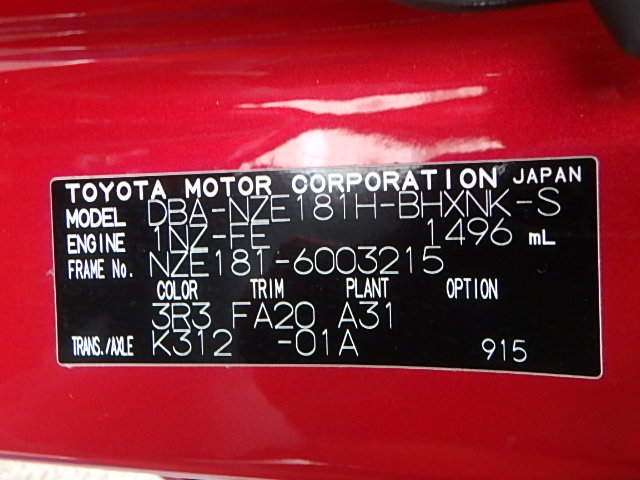 TOYOTA MOTOR CORPORATION JAPAN
MODEL DBA-NZE181H-BHXNK-S
ENGINE 1NZ-FE 1496 mL
FRAME No. NZE181-6003215
COLOR TRIM PLANT OPTION
3R3 FA20 A31
TRANS./AXLE K312 -01A 915